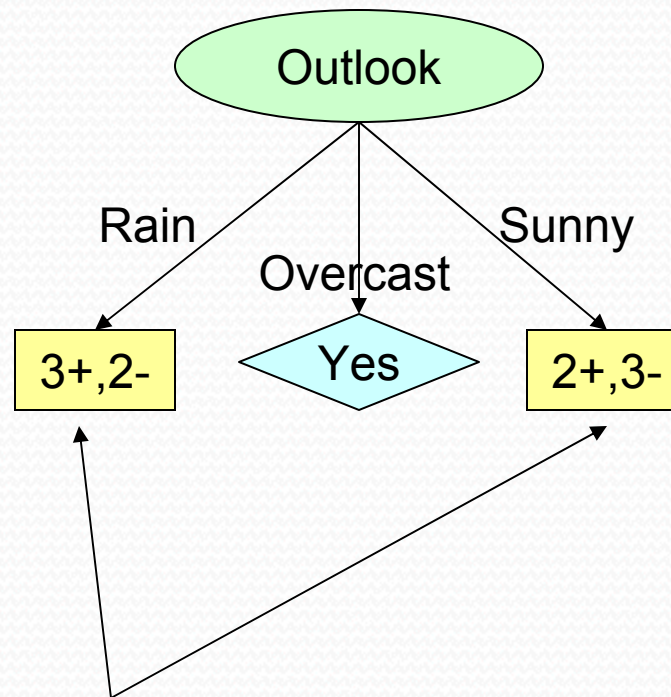 Outlook
Rain
Sunny
Overcast
3+,2-
Yes
2+,3-